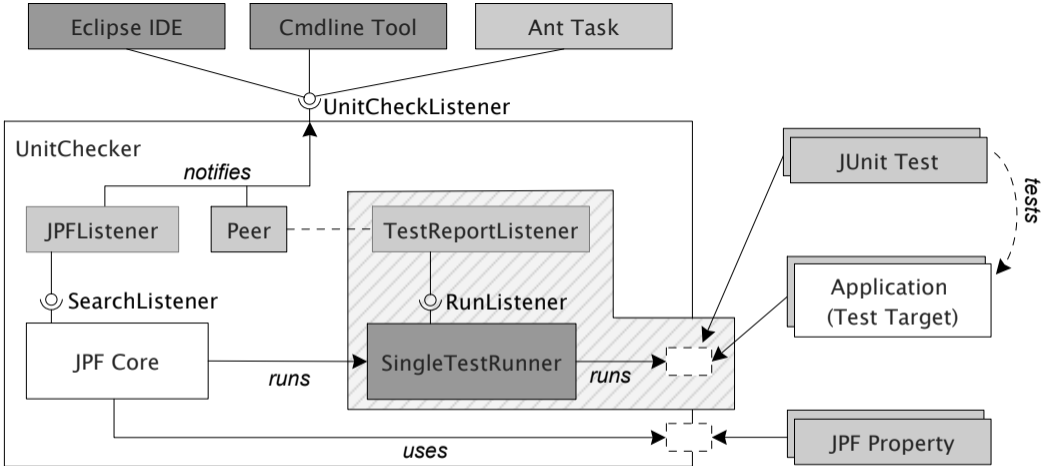 Eclipse IDE
Cmdline Tool
Ant Task
UnitCheckListener
UnitChecker
notifies
JUnit Test
tests
JPFListener
Peer
TestReportListener
SearchListener
RunListener
Application
(Test Target)
JPF Core
runs
SingleTestRunner
runs
uses
JPF Property